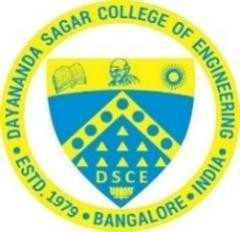 DAYANANDA SAGAR COLLEGE OF ENGINEERING
• ESTD. 1979 • BANGALORE • INDIA •
DSCE